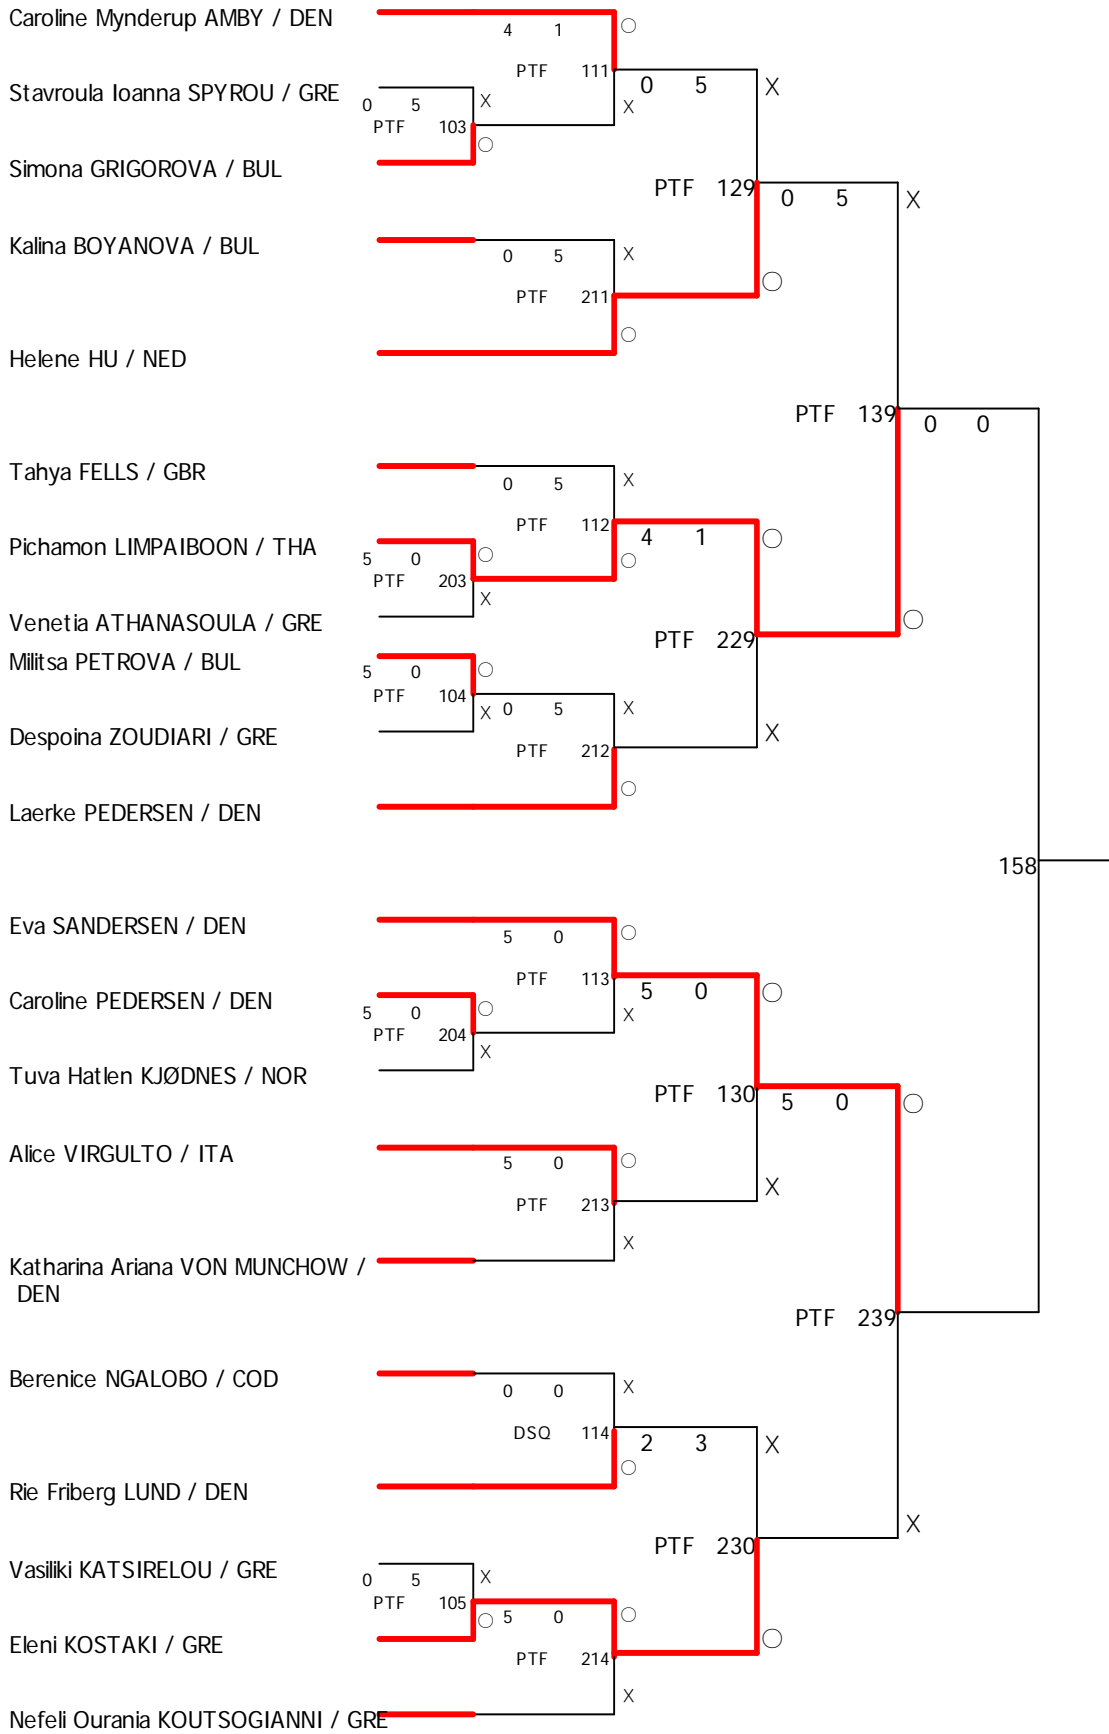 Caroline Mynderup AMBY / DEN
4 1
PTF 111
0 5 X
Stavroula Ioanna SPYROU / GRE
0 5 X
PTF 103
X
Simona GRIGOROVA / BUL
PTF 129
0 5 X
Kalina BOYANOVA / BUL
0 5 X
PTF 211
Helene HU / NED
PTF 139
0 0
Tahya FELLS / GBR
0 5 X
PTF 112
4 1
Pichamon LIMPAIBOON / THA
5 0
PTF 203
X
Venetia ATHANASOULA / GRE
PTF 229
Militsa PETROVA / BUL
5 0
PTF 104
X 0 5 X
Despoina ZOUDIARI / GRE
PTF 212
X
Laerke PEDERSEN / DEN
158
Eva SANDERSEN / DEN
5 0
PTF 113
5 0
Caroline PEDERSEN / DEN
5 0
PTF 204
X
X
Tuva Hatlen KJØDNES / NOR
PTF 130
5 0
Alice VIRGULTO / ITA
5 0
PTF 213
X
X
Katharina Ariana VON MUNCHOW /
DEN
PTF 239
Berenice NGALOBO / COD
0 0 X
DSQ 114
2 3 X
Rie Friberg LUND / DEN
X
PTF 230
Vasiliki KATSIRELOU / GRE
0 5 X
PTF 105
5 0
Eleni KOSTAKI / GRE
PTF 214
X
Nefeli Ourania KOUTSOGIANNI / GRE